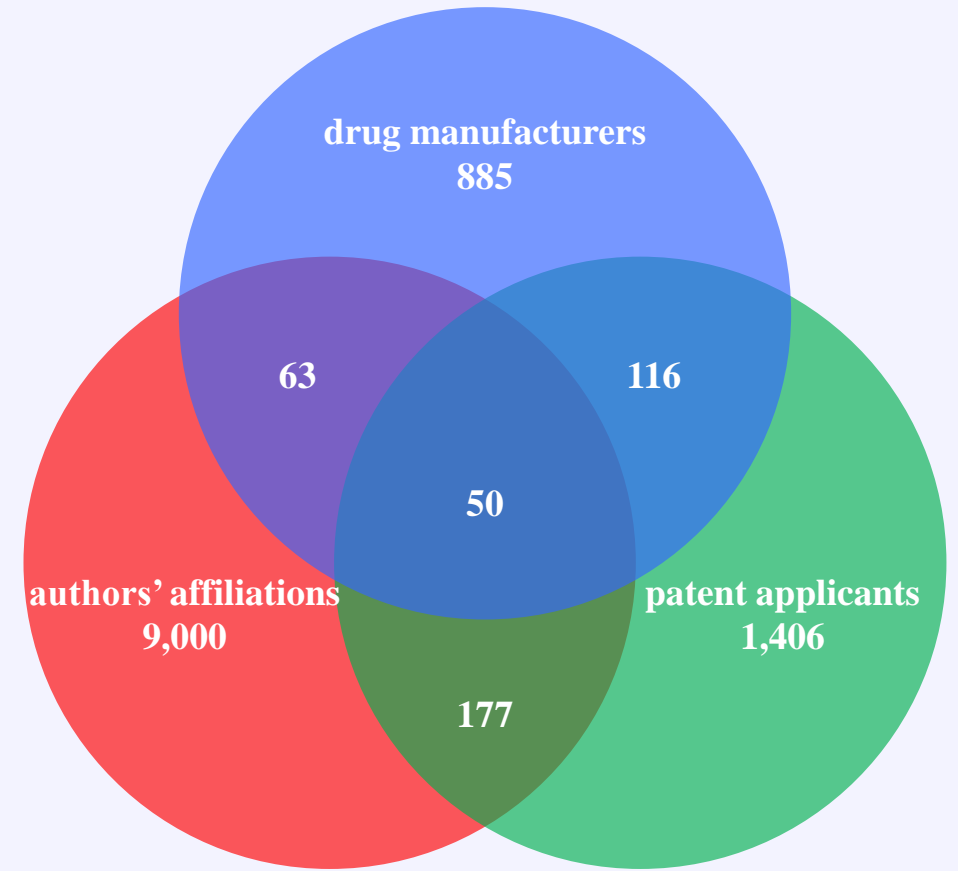 drug manufacturers
885
63
116
50
authors’ affiliations
9,000
patent applicants
1,406
177